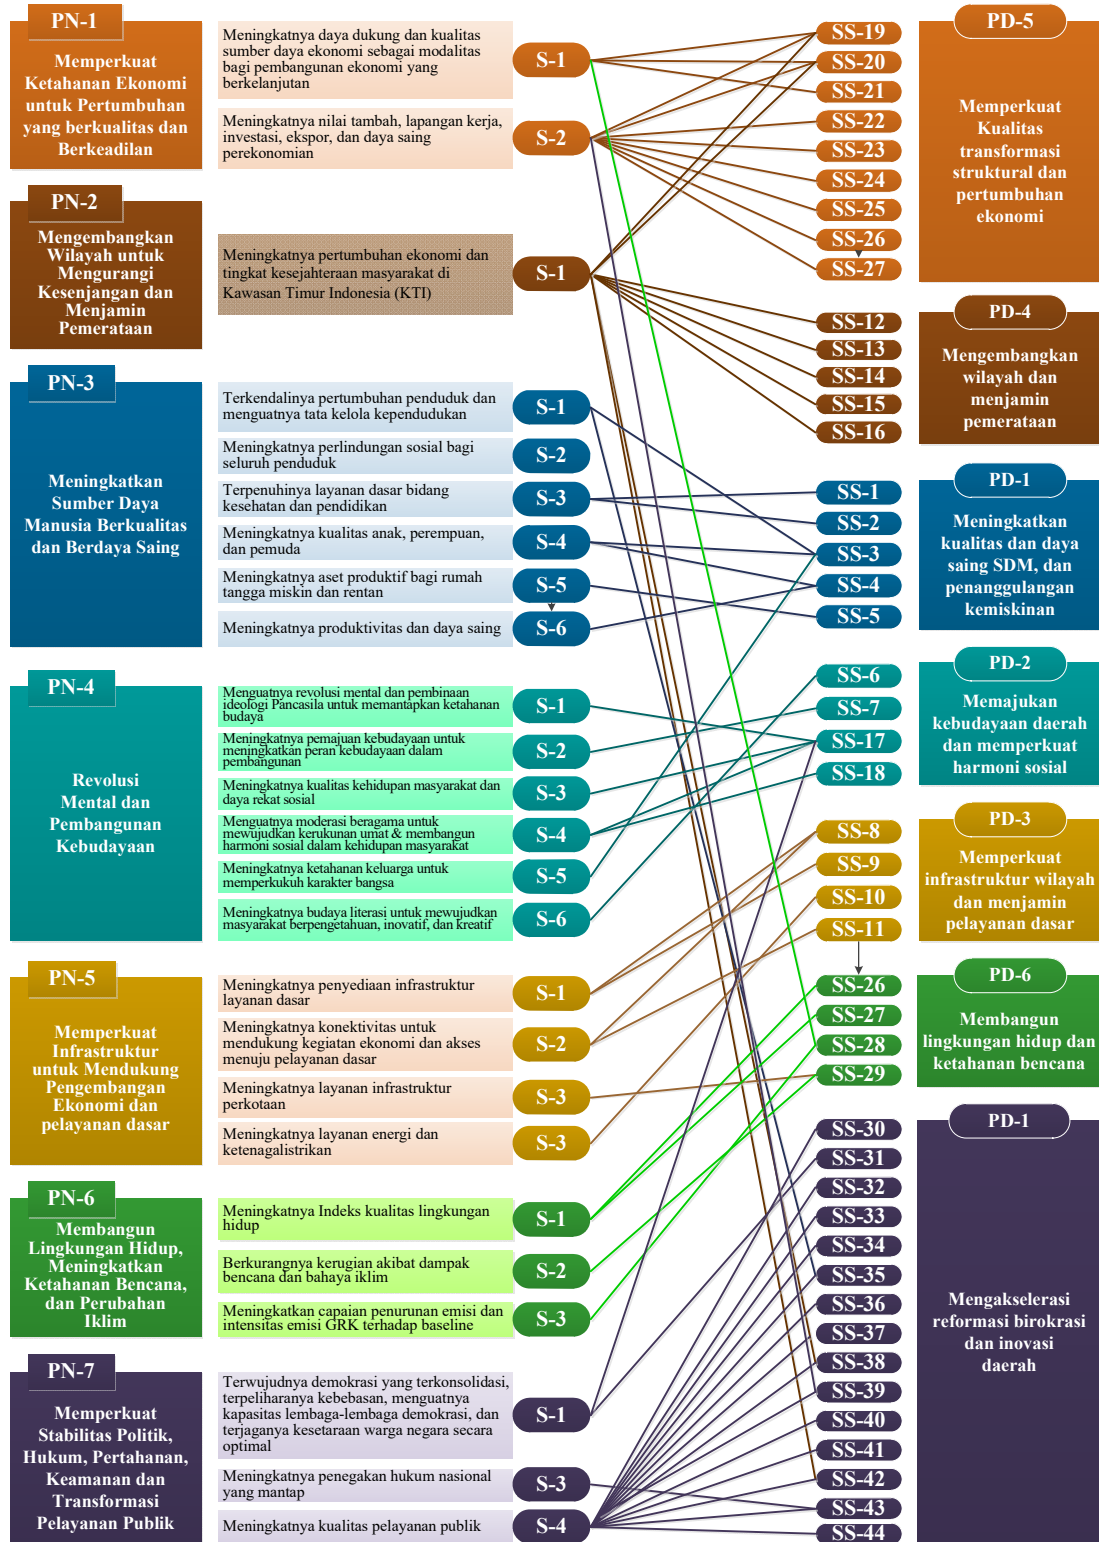 PN-1
Memperkuat
Ketahanan Ekonomi
untuk Pertumbuhan
yang berkualitas dan
Berkeadilan
Meningkatnya daya dukung dan kualitas
sumber daya ekonomi sebagai modalitas
bagi pembangunan ekonomi yang
berkelanjutan
S-1
Meningkatnya nilai tambah, lapangan kerja,
investasi, ekspor, dan daya saing
perekonomian
S-2
PN-2
Mengembangkan
Wilayah untuk
Mengurangi
Kesenjangan dan
Menjamin
Pemerataan
Meningkatnya pertumbuhan ekonomi dan
tingkat kesejahteraan masyarakat di
Kawasan Timur Indonesia (KTI)
S-1
PN-3
Meningkatkan
Sumber Daya
Manusia Berkualitas
dan Berdaya Saing
Terkendalinya pertumbuhan penduduk dan
menguatnya tata kelola kependudukan
S-1
Meningkatnya perlindungan sosial bagi
seluruh penduduk
S-2
Terpenuhinya layanan dasar bidang
kesehatan dan pendidikan
S-3
Meningkatnya kualitas anak, perempuan,
dan pemuda
S-4
Meningkatnya aset produktif bagi rumah
tangga miskin dan rentan
S-5
Meningkatnya produktivitas dan daya saing
S-6
PN-4
Revolusi
Mental dan
Pembangunan
Kebudayaan
Menguatnya revolusi mental dan pembinaan
ideologi Pancasila untuk memantapkan ketahanan
budaya
S-1
Meningkatnya pemajuan kebudayaan untuk
meningkatkan peran kebudayaan dalam
pembangunan
S-2
Meningkatnya kualitas kehidupan masyarakat dan
daya rekat sosial
S-3
Menguatnya moderasi beragama untuk
mewujudkan kerukunan umat & membangun
harmoni sosial dalam kehidupan masyarakat
S-4
Meningkatnya ketahanan keluarga untuk
memperkukuh karakter bangsa
S-5
Meningkatnya budaya literasi untuk mewujudkan
masyarakat berpengetahuan, inovatif, dan kreatif
S-6
PN-5
Memperkuat
Infrastruktur
untuk Mendukung
Pengembangan
Ekonomi dan
pelayanan dasar
Meningkatnya penyediaan infrastruktur
layanan dasar
S-1
Meningkatnya konektivitas untuk
mendukung kegiatan ekonomi dan akses
menuju pelayanan dasar
S-2
Meningkatnya layanan infrastruktur
perkotaan
S-3
Meningkatnya layanan energi dan
ketenagalistrikan
S-3
PN-6
Membangun
Lingkungan Hidup,
Meningkatkan
Ketahanan Bencana,
dan Perubahan
Iklim
Meningkatnya Indeks kualitas lingkungan
hidup
S-1
Berkurangnya kerugian akibat dampak
bencana dan bahaya iklim
S-2
Meningkatkan capaian penurunan emisi dan
intensitas emisi GRK terhadap baseline
S-3
PN-7
Memperkuat
Stabilitas Politik,
Hukum, Pertahanan,
Keamanan dan
Transformasi
Pelayanan Publik
Terwujudnya demokrasi yang terkonsolidasi,
terpeliharanya kebebasan, menguatnya
kapasitas lembaga-lembaga demokrasi, dan
terjaganya kesetaraan warga negara secara
optimal
S-1
Meningkatnya penegakan hukum nasional
yang mantap
S-3
Meningkatnya kualitas pelayanan publik
S-4
SS-19
SS-20
SS-21
SS-22
SS-23
SS-24
SS-25
SS-26
SS-27
SS-12
SS-13
SS-14
SS-15
SS-16
SS-1
SS-2
SS-3
SS-4
SS-5
SS-6
SS-7
SS-17
SS-18
SS-8
SS-9
SS-10
SS-11
SS-26
SS-27
SS-28
SS-29
SS-30
SS-31
SS-32
SS-33
SS-34
SS-35
SS-36
SS-37
SS-38
SS-39
SS-40
SS-41
SS-42
SS-43
SS-44
PD-5
Memperkuat
Kualitas
transformasi
struktural dan
pertumbuhan
ekonomi
PD-4
Mengembangkan
wilayah dan
menjamin
pemerataan
PD-1
Meningkatkan
kualitas dan daya
saing SDM, dan
penanggulangan
kemiskinan
PD-2
Memajukan
kebudayaan daerah
dan memperkuat
harmoni sosial
PD-3
Memperkuat
infrastruktur wilayah
dan menjamin
pelayanan dasar
PD-6
Membangun
lingkungan hidup dan
ketahanan bencana
PD-1
Mengakselerasi
reformasi birokrasi
dan inovasi
daerah